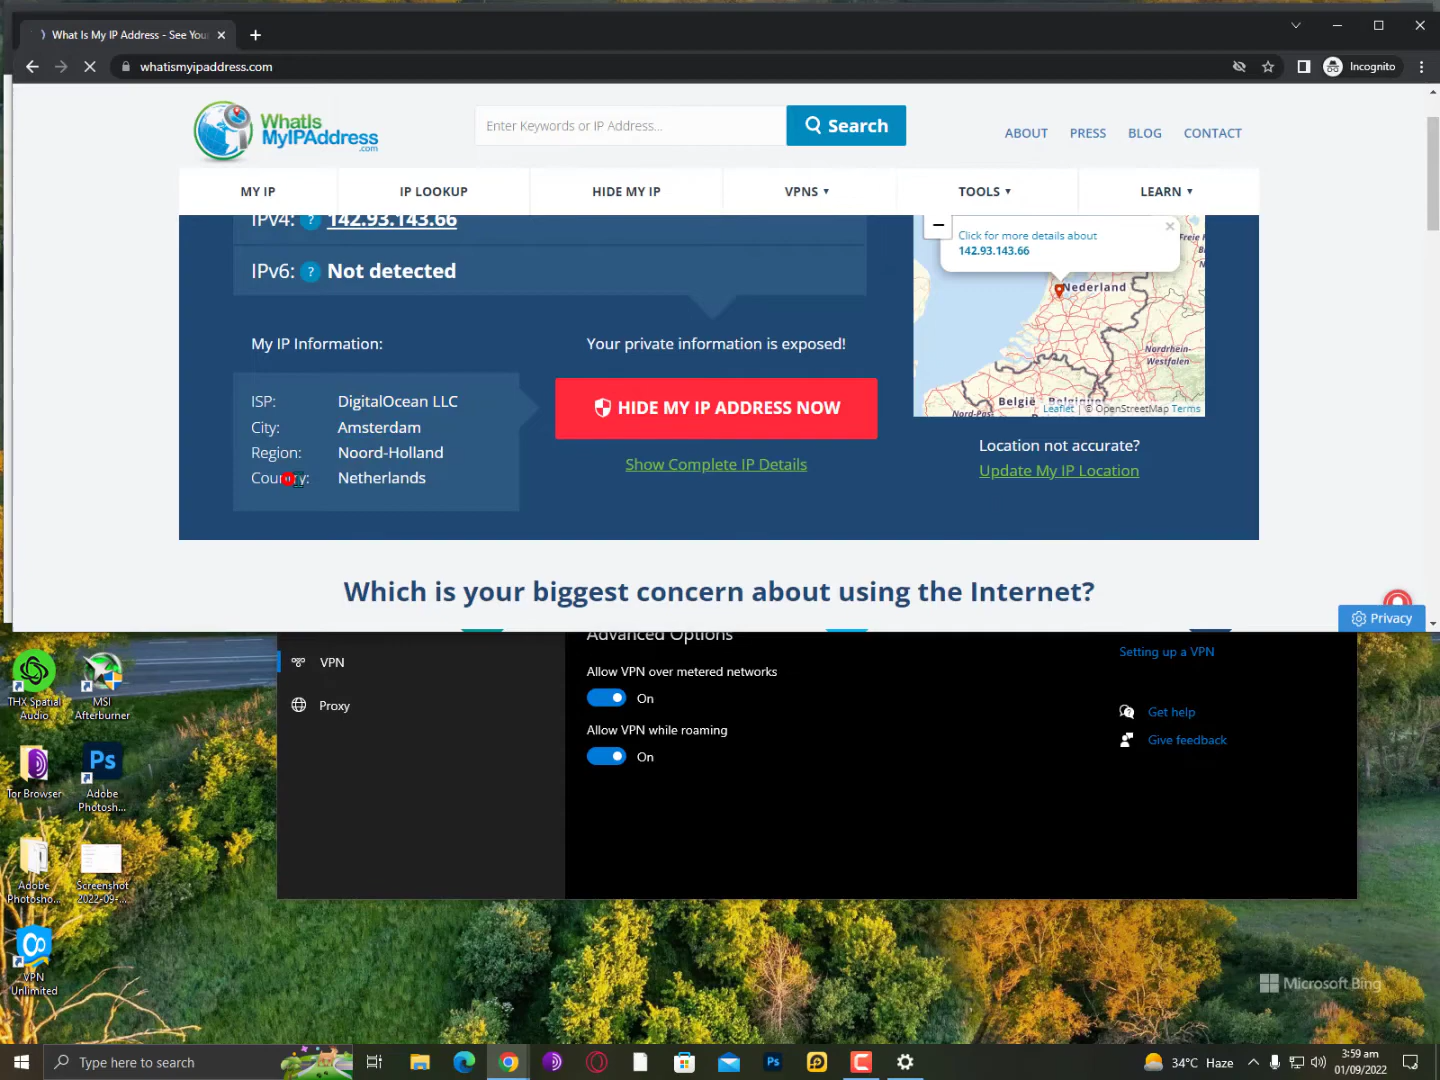 What Is My IP Address - See You
whatismyipaddress.com
Incognito
WhatIs
MyIPAddress
.com
Enter Keywords or IP Address...
Search
ABOUT
PRESS
BLOG
CONTACT
MY IP
IP LOOKUP
HIDE MY IP
VPNS
TOOLS
LEARN
IPv4: ? 142.93.143.66
IPv6: ? Not detected
Click for more details about
142.93.143.66
Nederland
Nordrhein-
Westfalen
België
Leaflet | © OpenStreetMap Terms
My IP Information:
Your private information is exposed!
ISP: DigitalOcean LLC
City: Amsterdam
Region: Noord-Holland
Country: Netherlands
HIDE MY IP ADDRESS NOW
Show Complete IP Details
Location not accurate?
Update My IP Location
Which is your biggest concern about using the Internet?
Privacy
VPN
Proxy
Advanced Options
Allow VPN over metered networks
On
Allow VPN while roaming
On
Setting up a VPN
Get help
Give feedback
THX Spatial
Audio
MSI
Afterburner
Tor Browser
Ps
Adobe
Photosh...
Adobe
Photosho...
Screenshot
2022-09-...
VPN
Unlimited
Microsoft Bing
Type here to search
Ps
34°C Haze
3:59 am
01/09/2022